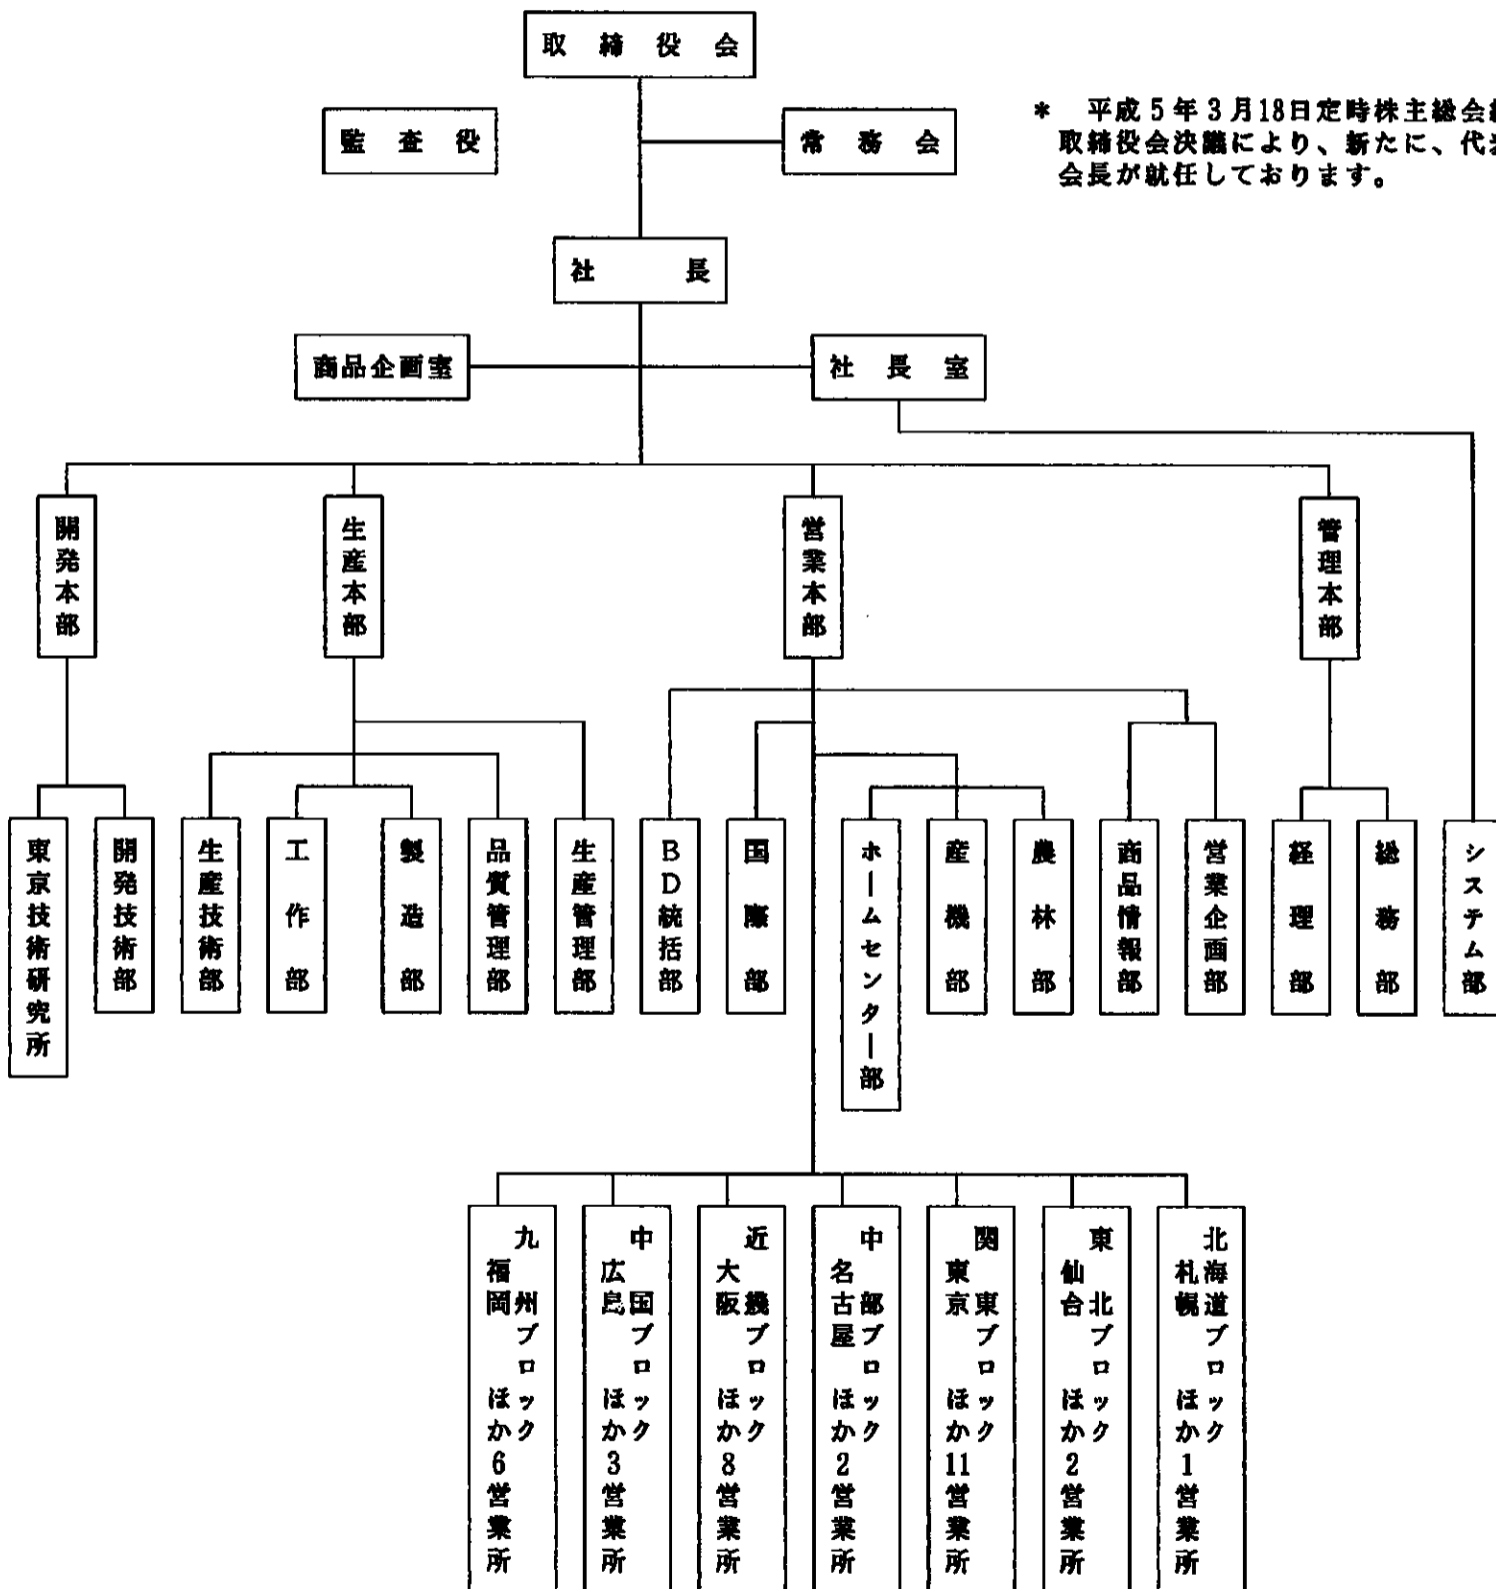 取締役会
監査役
常務会
* 平成5年3月18日定時株主総会
取締役会決議により、新たに、代
会長が就任しております。
社長
商品企画室
社長室
開発本部
生産本部
営業本部
管理本部
東京技術研究所
開発技術部
生産技術部
工作部
製造部
品質管理部
生産管理部
BD統括部
国際部
ホームセンター部
産機部
農林部
商品情報部
営業企画部
経理部
総務部
システム部
九州ブロック
福岡 ほか6営業所
中国ブロック
広島 ほか3営業所
近畿ブロック
大阪 ほか8営業所
中部ブロック
名古屋 ほか2営業所
関東ブロック
東京 ほか11営業所
東北ブロック
仙台 ほか2営業所
北海道ブロック
札幌 ほか1営業所